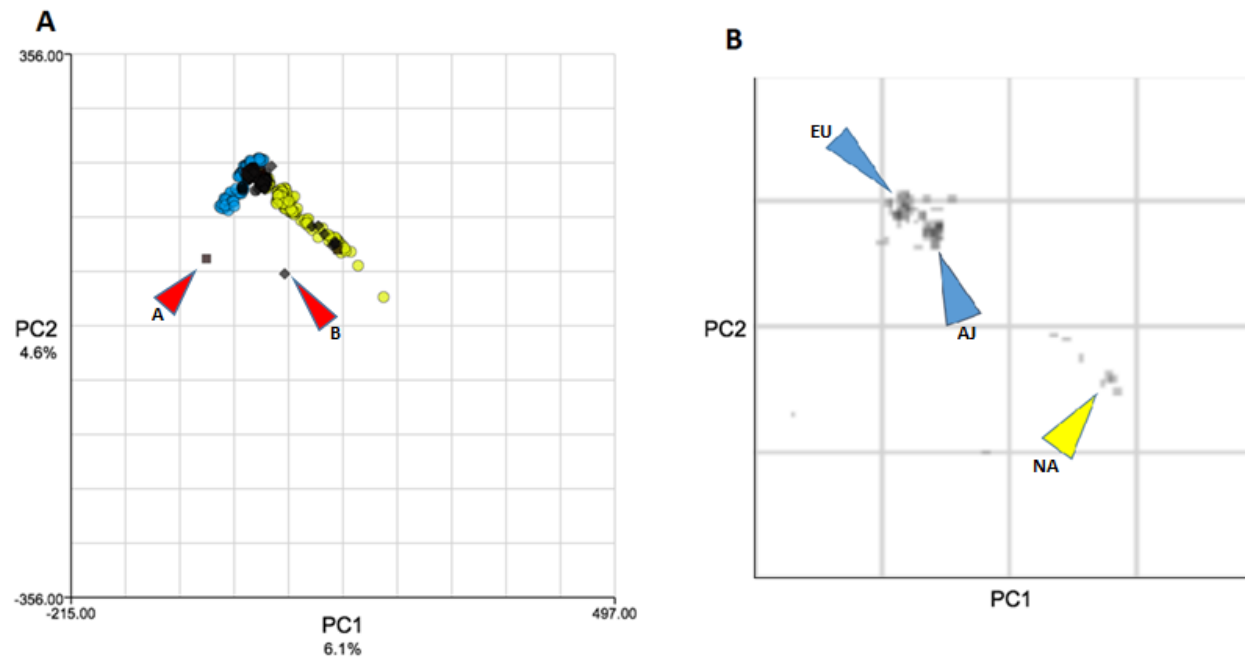 A
356.00
A
B
PC2
4.6%
-356.00
-215.00
497.00
PC1
6.1%
B
EU
AJ
PC2
NA
PC1